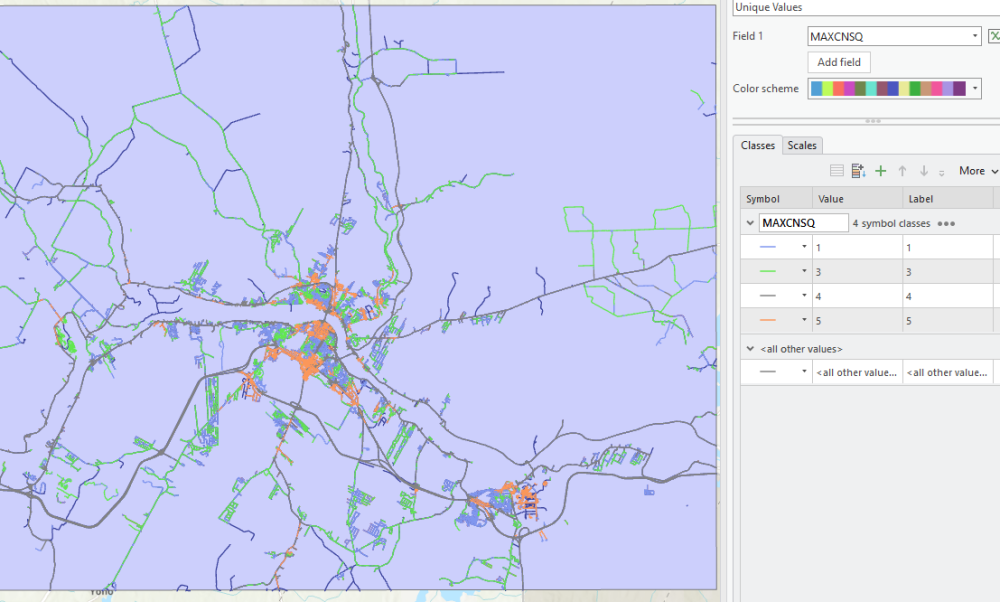 Unique Values
Field 1
MAXCNSQ
Add field
Color scheme
Classes
Scales
More
Symbol
Value
Label
MAXCNSQ
4 symbol classes
1
1
3
3
4
4
5
5
<all other values>
<all other value...
<all other value...